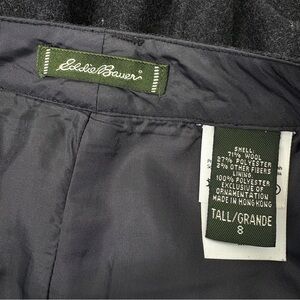 Eddie Bauer®
SHELL:
71% WOOL
27% POLYESTER
2% OTHER FIBERS
LINING:
100% POLYESTER
EXCLUSIVE OF
ORNAMENTATION
MADE IN HONG KONG
TALL/GRANDE
8